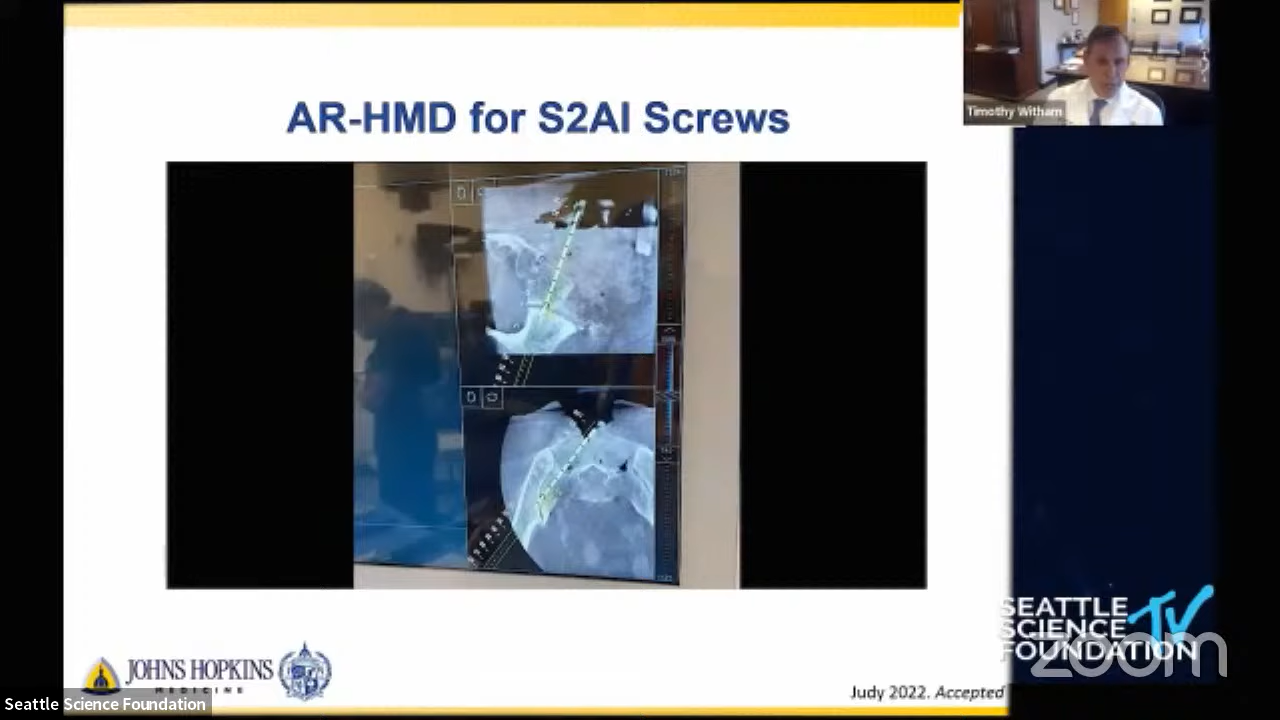 AR-HMD for S2AI Screws
Timothy Witham
JOHNS HOPKINS
MEDICINE
Judy 2022. Accepted
SEATTLE
SCIENCE
FOUNDATION
TV
zoom
Seattle Science Foundation